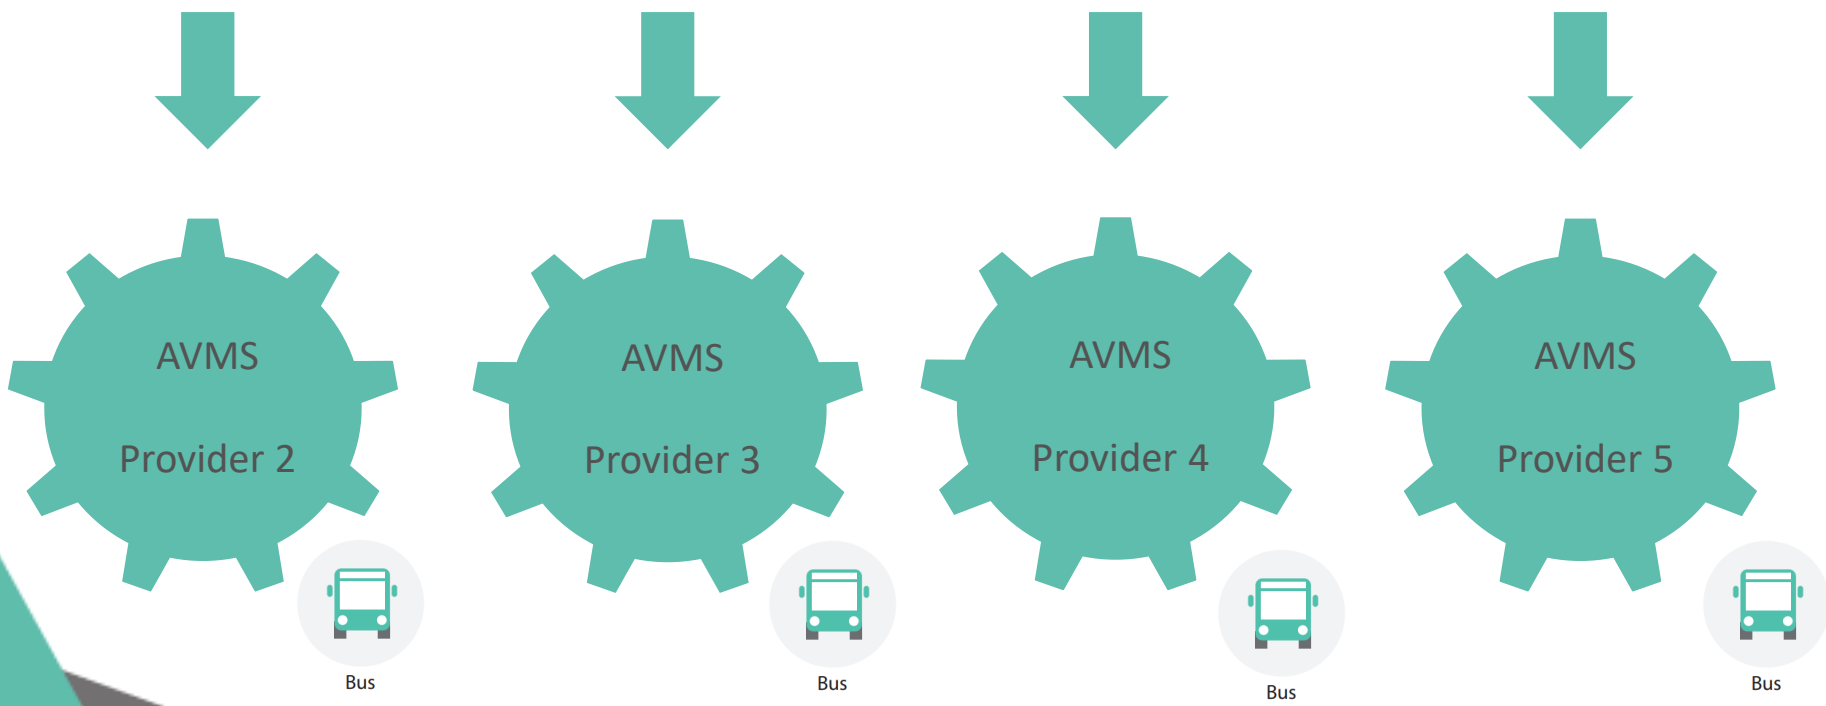 AVMS
Provider 2
Bus
AVMS
Provider 3
Bus
AVMS
Provider 4
Bus
AVMS
Provider 5
Bus